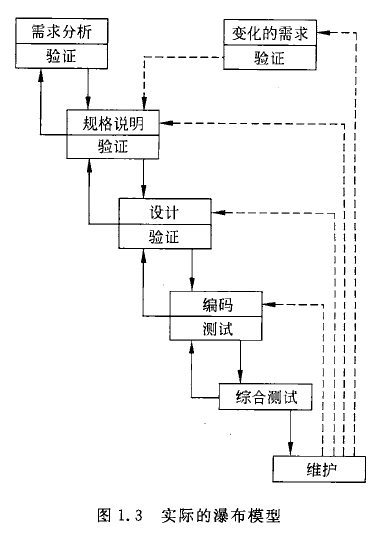 需求分析
验证
变化的需求
验证
规格说明
验证
设计
验证
编码
测试
综合测试
维护
图 1.3 实际的瀑布模型